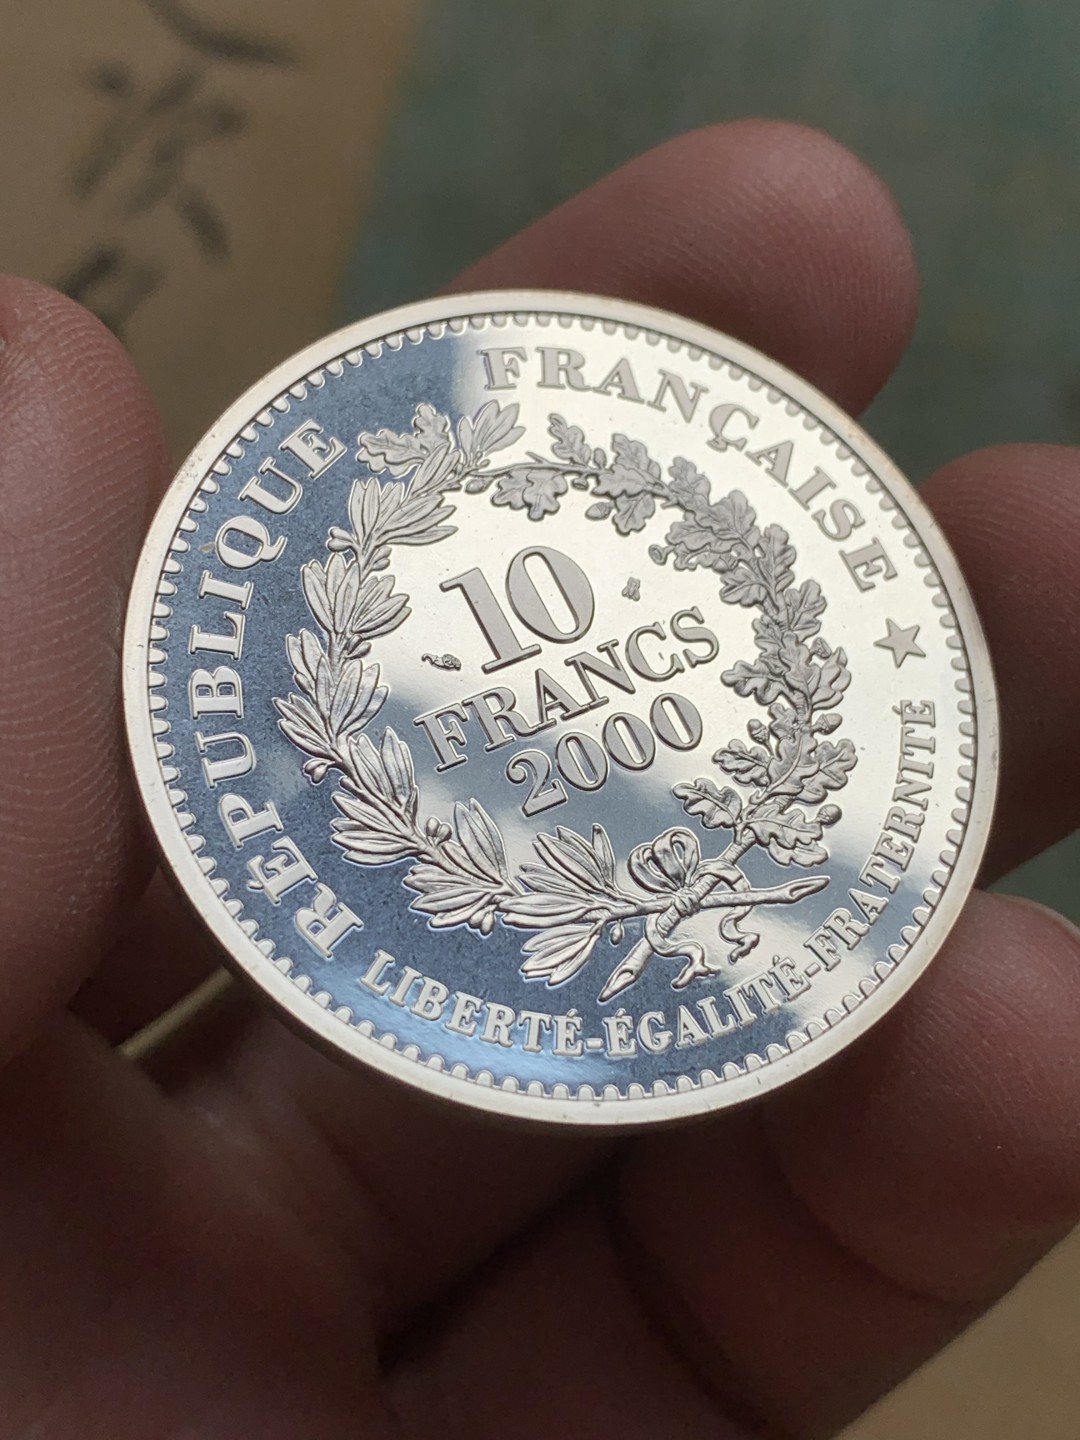 RÉPUBLIQUE FRANÇAISE
10
FRANCS
2000
LIBERTÉ-ÉGALITÉ-FRATERNITÉ